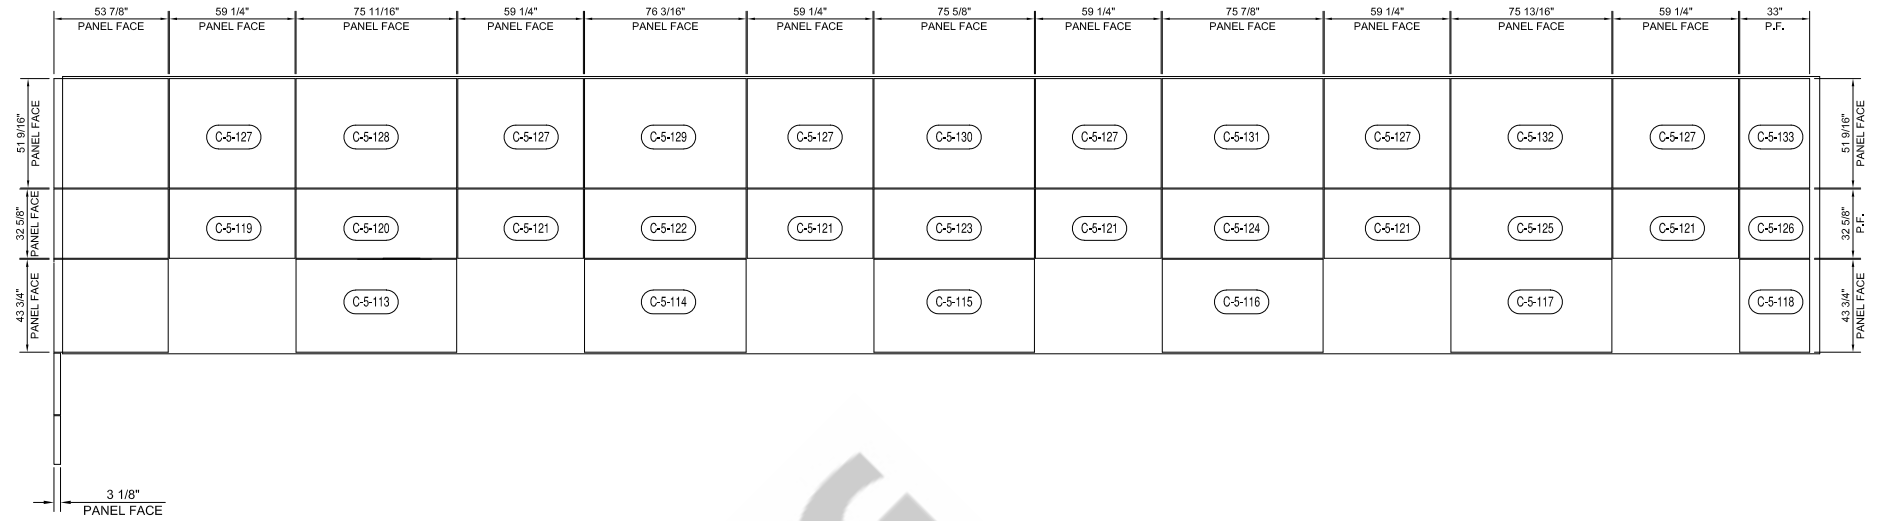 53 7/8" 59 1/4" 75 11/16" 59 1/4" 76 3/16" 59 1/4" 75 5/8" 59 1/4" 75 7/8" 59 1/4" 75 13/16" 59 1/4" 33"
PANEL FACE PANEL FACE PANEL FACE PANEL FACE PANEL FACE PANEL FACE PANEL FACE PANEL FACE PANEL FACE PANEL FACE PANEL FACE PANEL FACE P.F.
51 9/16"
PANEL FACE
C-5-127 C-5-128 C-5-127 C-5-129 C-5-127 C-5-130 C-5-127 C-5-131 C-5-127 C-5-132 C-5-127 C-5-133
51 9/16"
PANEL FACE
32 5/8"
PANEL FACE
C-5-119 C-5-120 C-5-121 C-5-122 C-5-121 C-5-123 C-5-121 C-5-124 C-5-121 C-5-125 C-5-121 C-5-126
32 5/8"
P.F.
43 3/4"
PANEL FACE
C-5-113 C-5-114 C-5-115 C-5-116 C-5-117 C-5-118
43 3/4"
PANEL FACE
3 1/8"
PANEL FACE